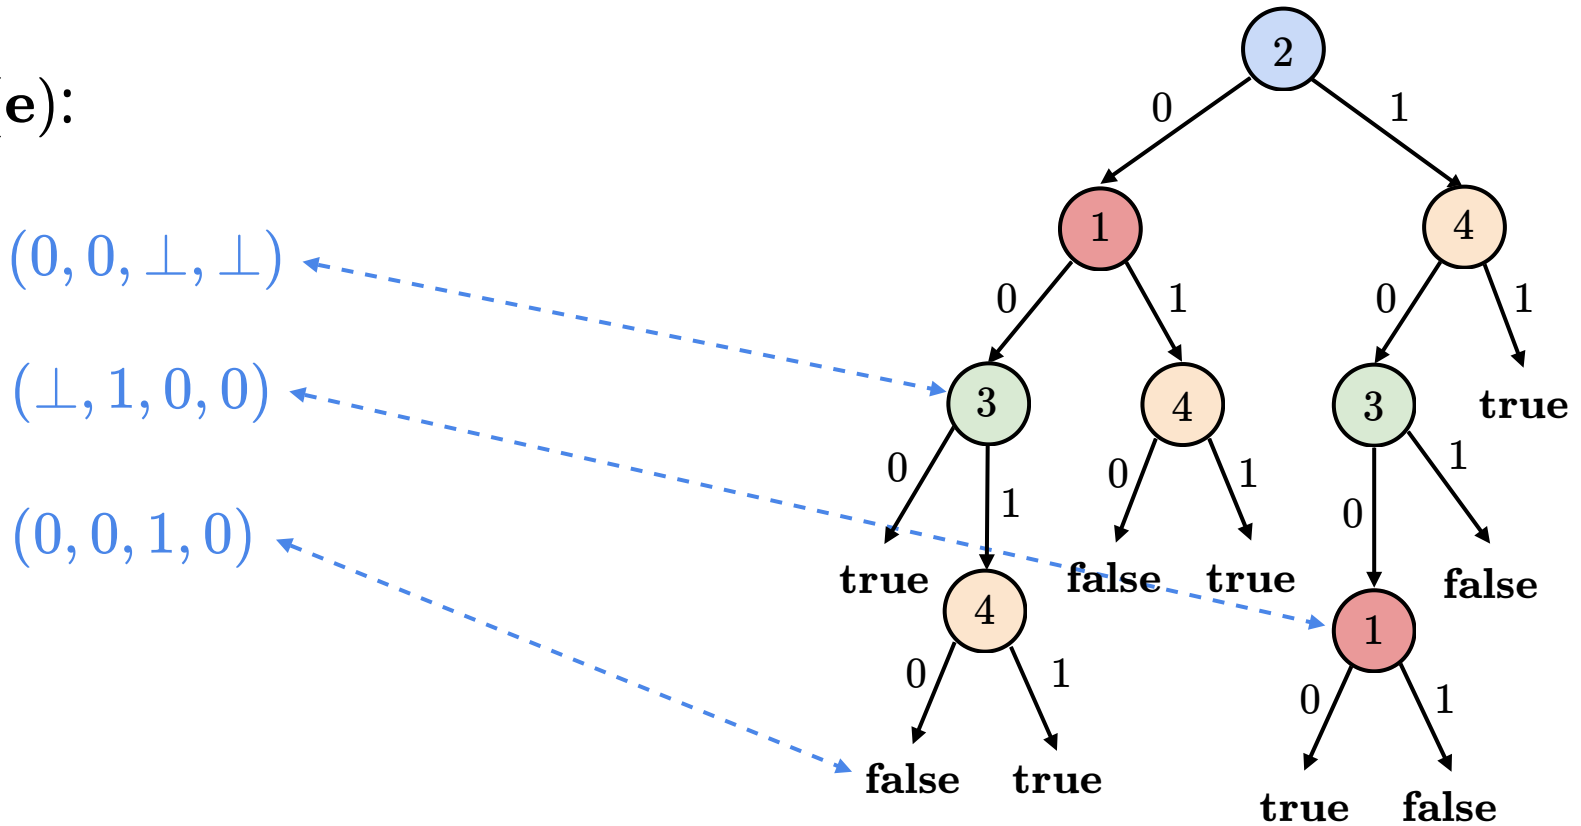 2
0 1
e):
1 4
(0, 0, ⊥, ⊥)
0 1 0 1
3 4 3 true
(⊥, 1, 0, 0)
0 1 0 1 0 1
(0, 0, 1, 0)
true false true false
4 1
0 1 0 1
false true true false